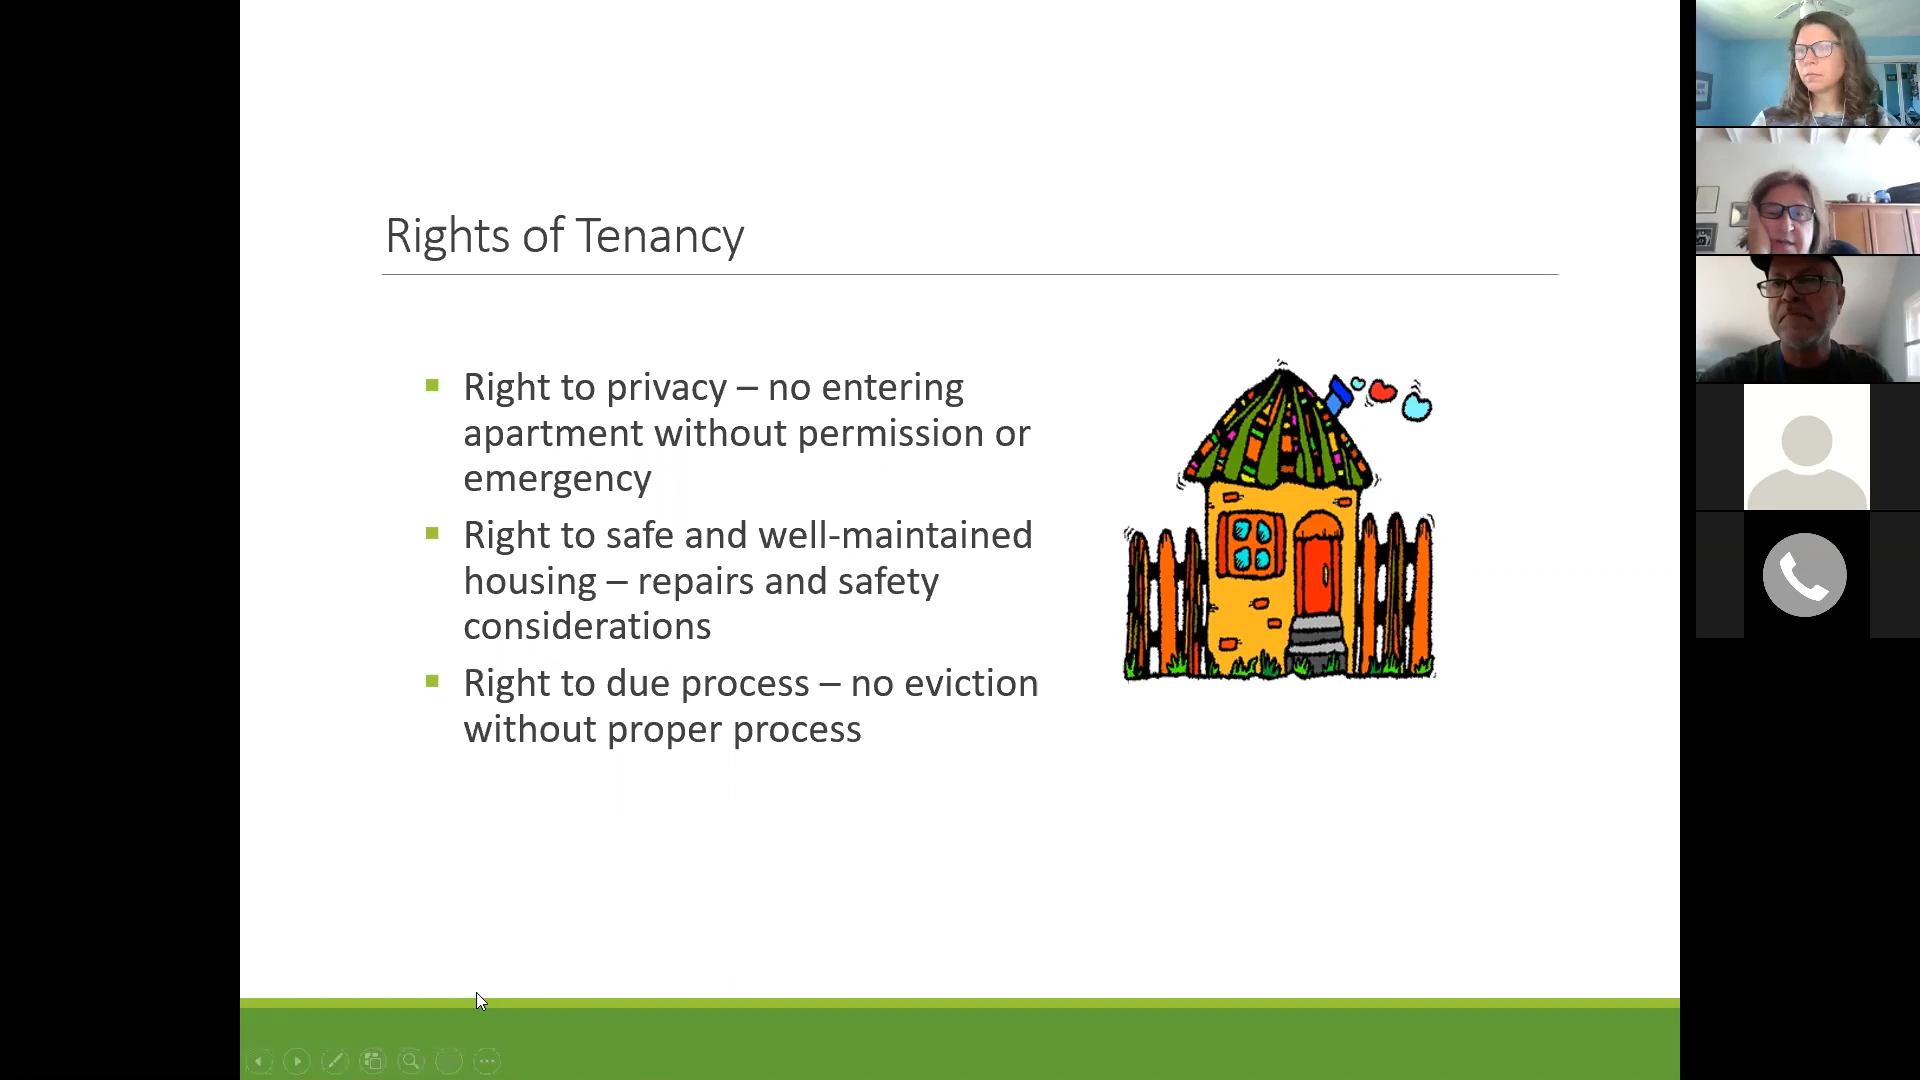 Rights of Tenancy
Right to privacy – no entering
apartment without permission or
emergency
Right to safe and well-maintained
housing – repairs and safety
considerations
Right to due process – no eviction
without proper process